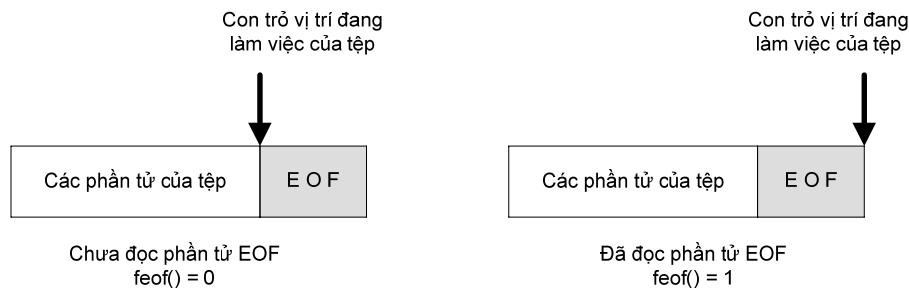 Con trỏ vị trí đang
làm việc của tệp
Các phần tử của tệp
E O F
Chưa đọc phần tử EOF
feof() = 0
Con trỏ vị trí đang
làm việc của tệp
Các phần tử của tệp
E O F
Đã đọc phần tử EOF
feof() = 1